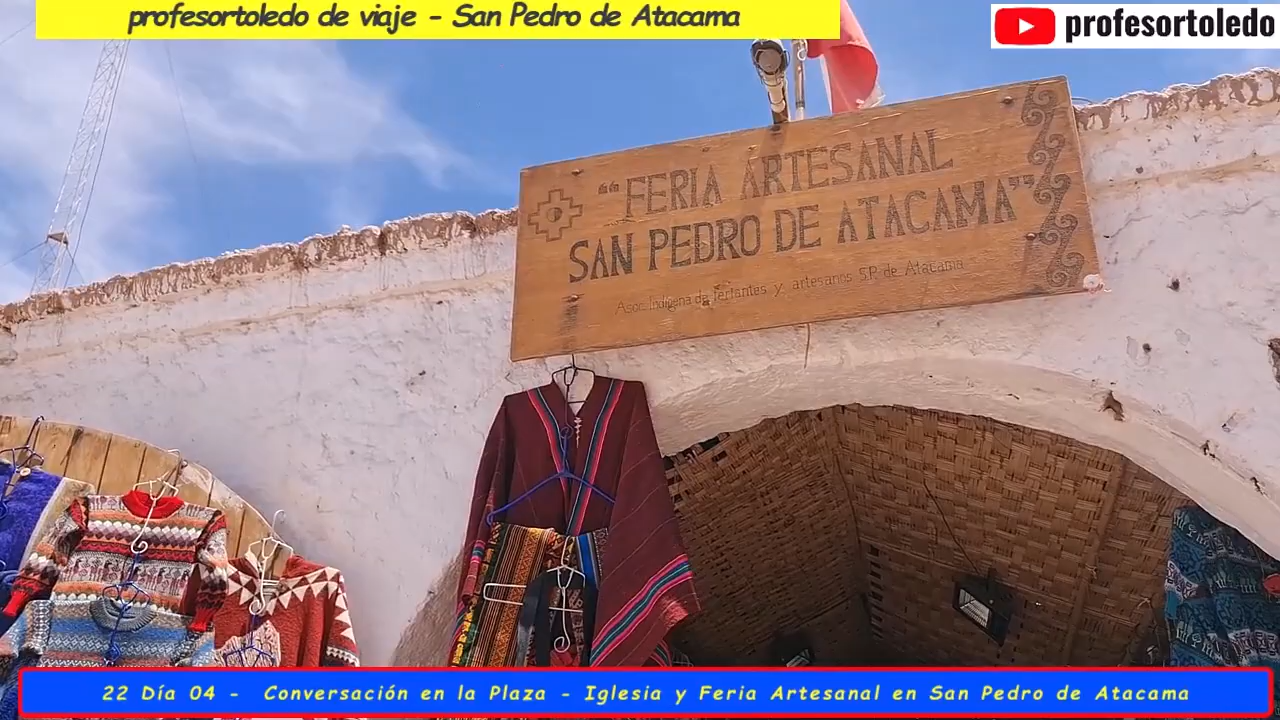 profesortoledo de viaje - San Pedro de Atacama
profesortoledo
"FERIA ARTESANAL
SAN PEDRO DE ATACAMA"
Asoc. Indígena de feriantes y artesanos S.P. de Atacama
22 Día 04 - Conversación en la Plaza - Iglesia y Feria Artesanal en San Pedro de Atacama